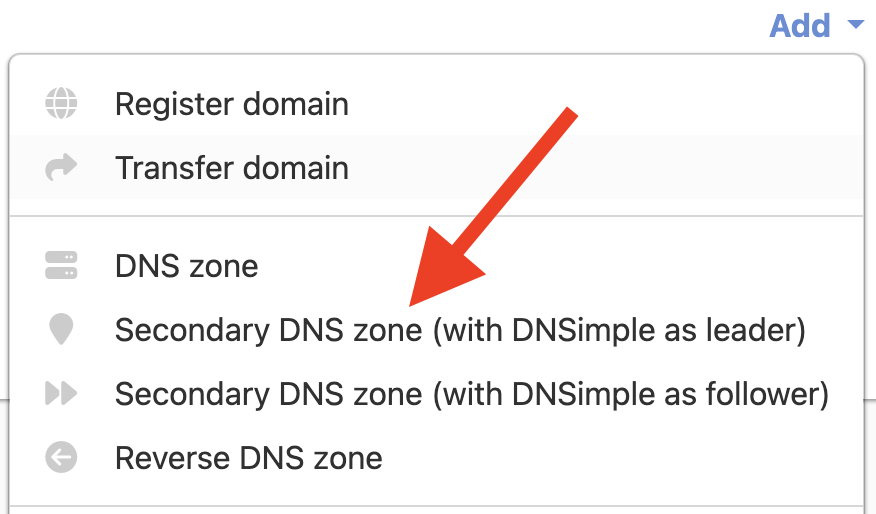 Add
Register domain
Transfer domain
DNS zone
Secondary DNS zone (with DNSimple as leader)
Secondary DNS zone (with DNSimple as follower)
Reverse DNS zone